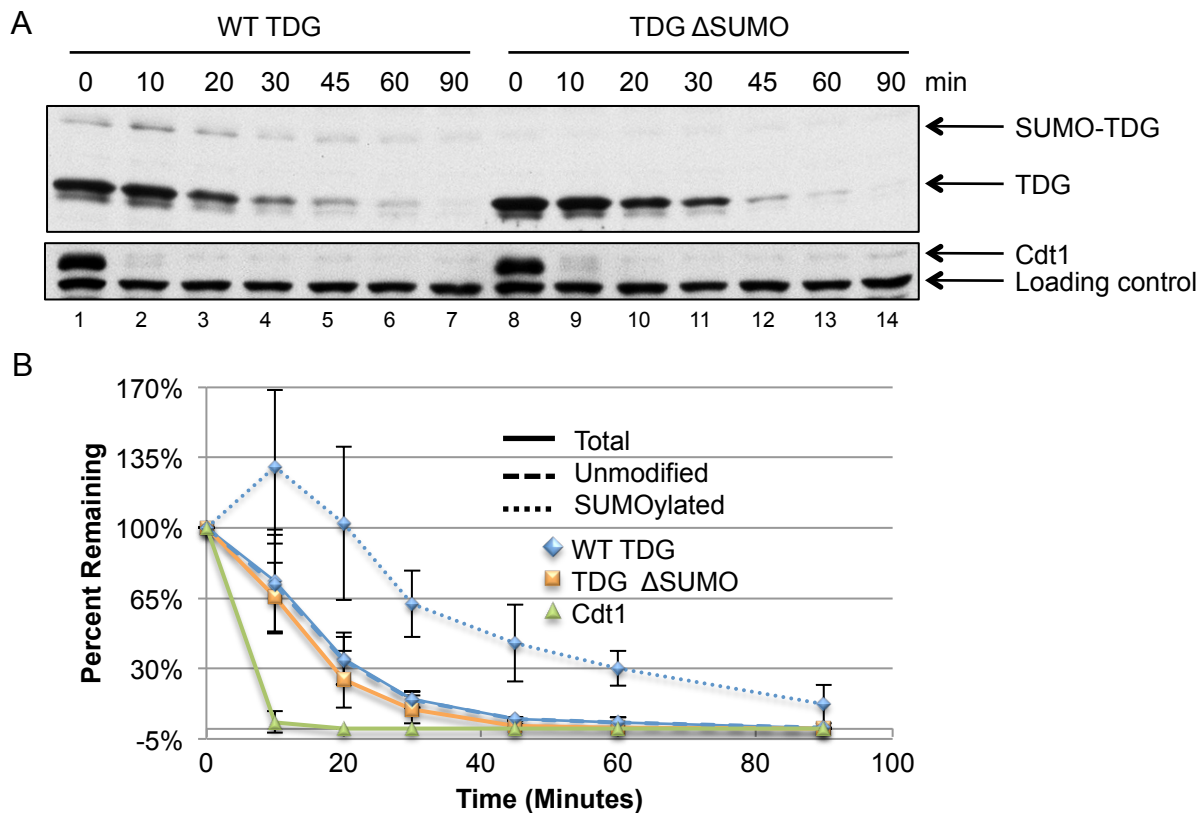 A
WT TDG TDG ΔSUMO
0 10 20 30 45 60 90 0 10 20 30 45 60 90 min
SUMO-TDG
TDG
Cdt1
Loading control
1 2 3 4 5 6 7 8 9 10 11 12 13 14
B
170%
135%
100%
65%
30%
-5%
Percent Remaining
Total
Unmodified
SUMOylated
WT TDG
TDG ΔSUMO
Cdt1
0 20 40 60 80 100
Time (Minutes)